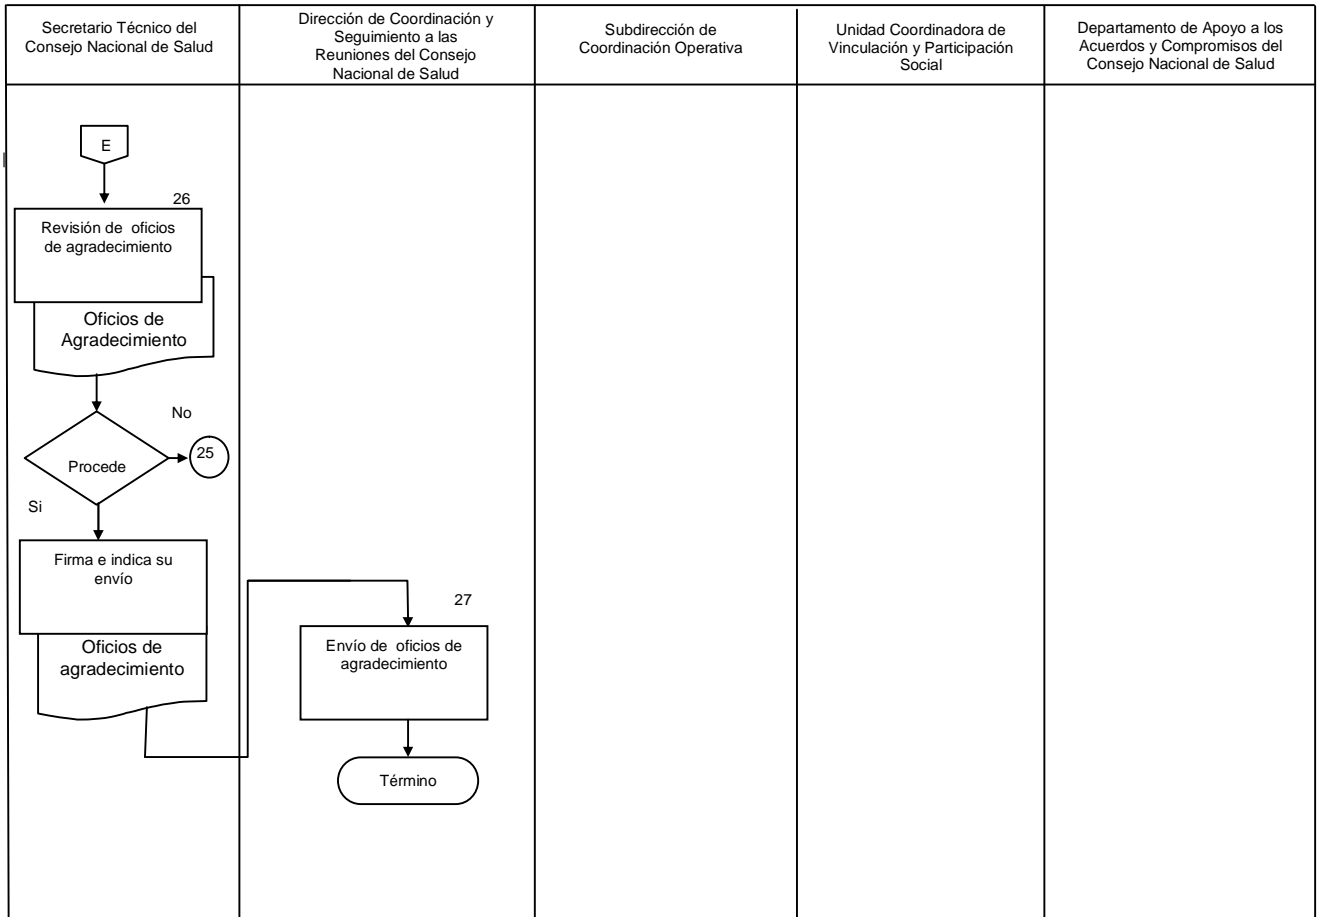 Secretario Técnico del
Consejo Nacional de Salud
Dirección de Coordinación y
Seguimiento a las
Reuniones del Consejo
Nacional de Salud
Subdirección de
Coordinación Operativa
Unidad Coordinadora de
Vinculación y Participación
Social
Departamento de Apoyo a los
Acuerdos y Compromisos del
Consejo Nacional de Salud
E
26
Revisión de oficios
de agradecimiento
Oficios de
Agradecimiento
No
25
Procede
Si
Firma e indica su
envío
Oficios de
agradecimiento
27
Envío de oficios de
agradecimiento
Término